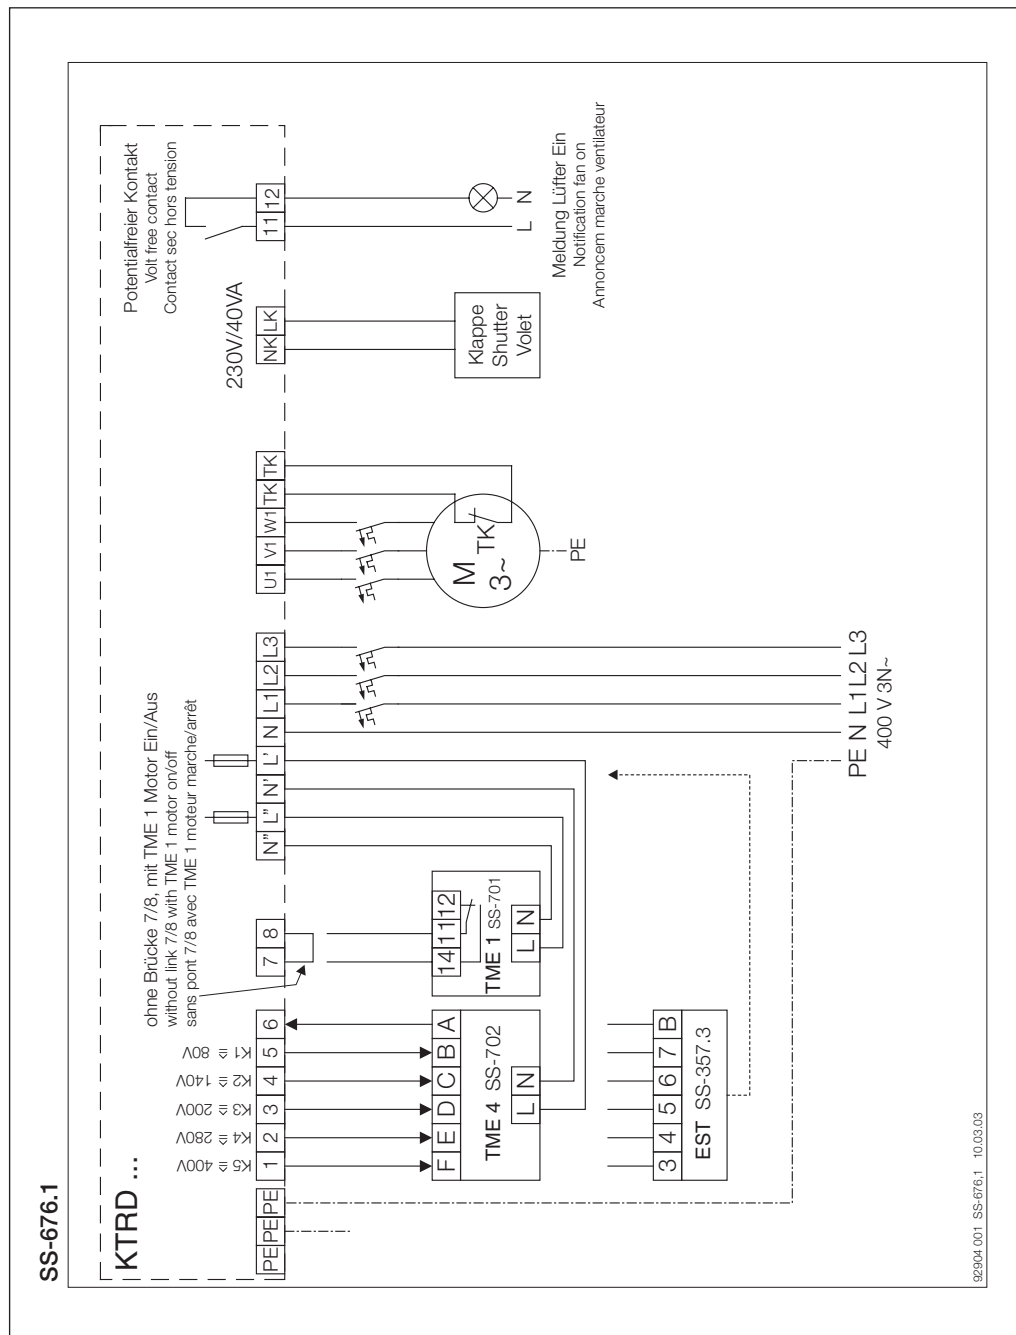 SS-676.1
KTRD ...
K5 ≙ 400V
K4 ≙ 280V
K3 ≙ 200V
K2 ≙ 140V
K1 ≙ 80V
ohne Brücke 7/8, mit TME 1 Motor Ein/Aus
without link 7/8 with TME 1 motor on/off
sans pont 7/8 avec TME 1 moteur marche/arrêt
230V/40VA
Potentialfreier Kontakt
Volt free contact
Contact sec hors tension
PE PE PE 1 2 3 4 5 6 7 8 N" L" N' L' N L1 L2 L3 U1 V1 W1 TK TK NK LK 11 12
F E D C B A
TME 4 SS-702
L N
14 11 12
TME 1 SS-701
L N
M
3~
TK
PE
Klappe
Shutter
Volet
L N
Meldung Lüfter Ein
Notification fan on
Annoncem marche ventilateur
3 4 5 6 7 B
EST SS-357.3
PE N L1 L2 L3
400 V 3N~
92904 001 SS-676,1 10.03.03